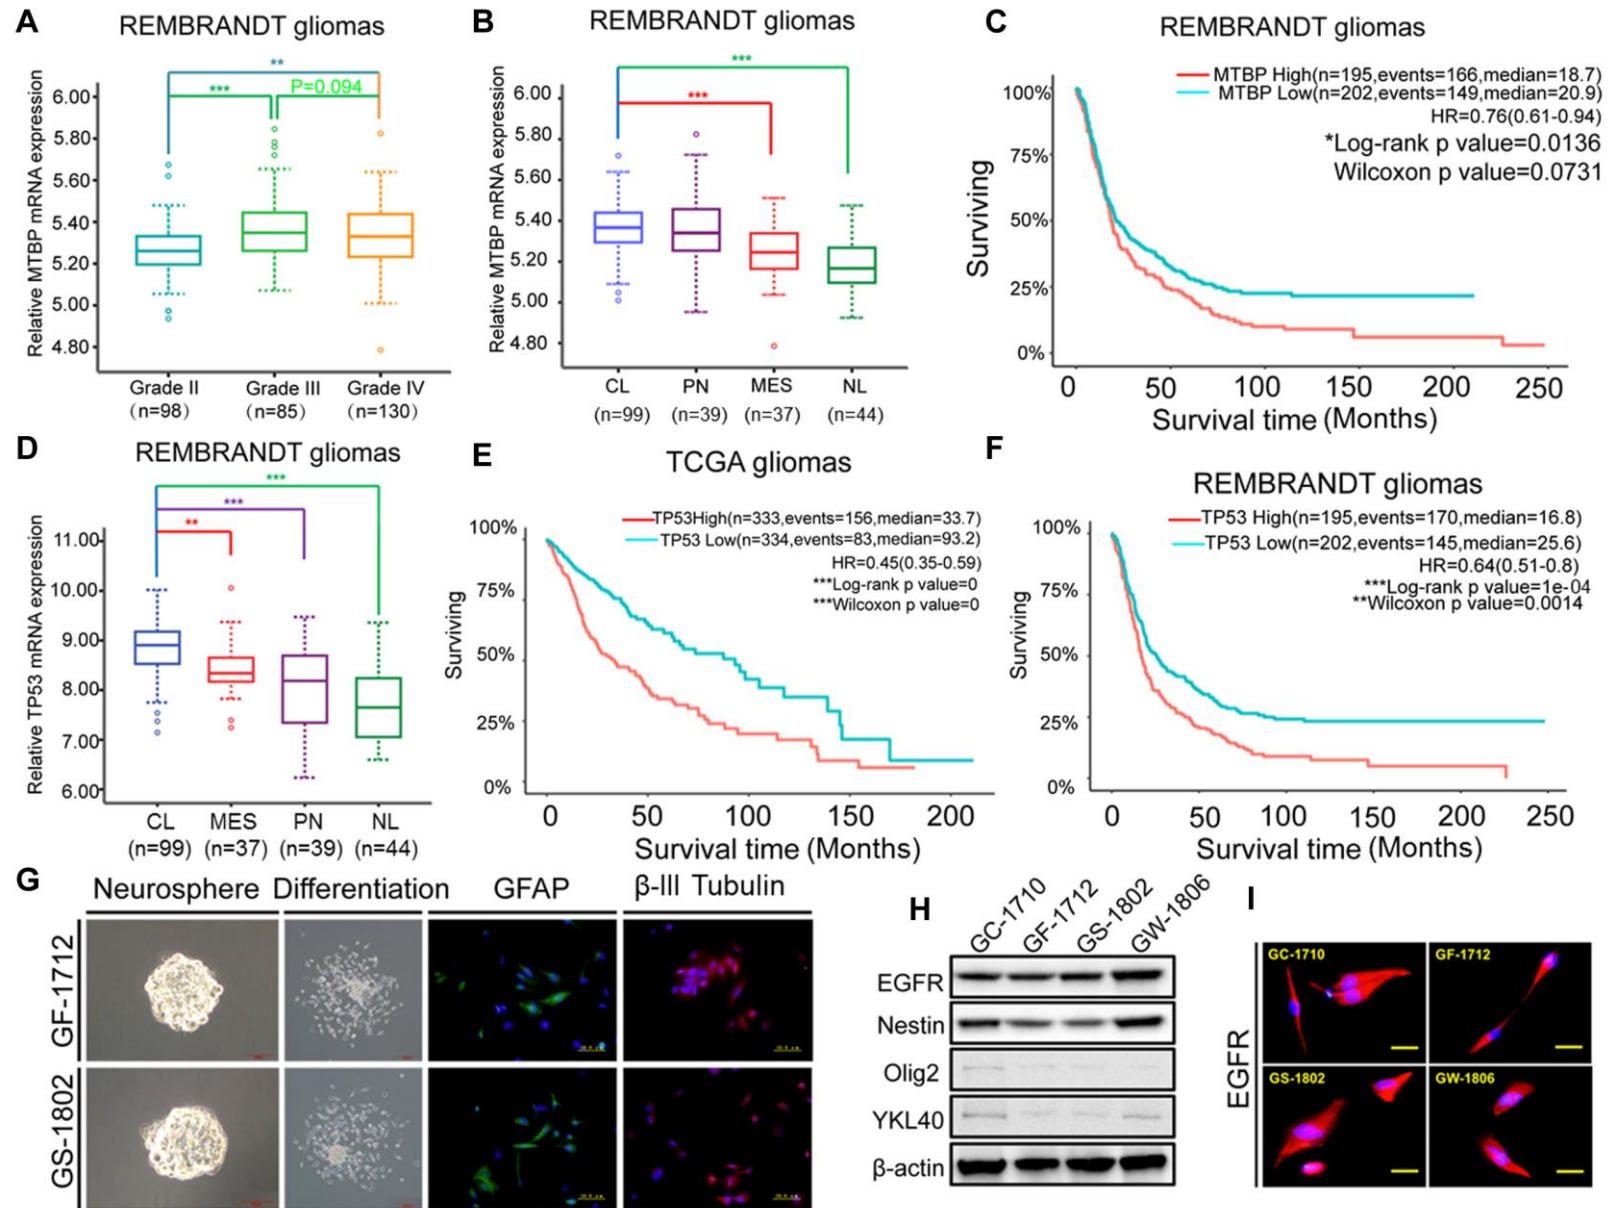 A
REMBRANDT gliomas
Relative MTBP mRNA expression
6.00
5.80
5.60
5.40
5.20
5.00
4.80
**
***
P=0.094
Grade II
(n=98)
Grade III
(n=85)
Grade IV
(n=130)
B
REMBRANDT gliomas
Relative MTBP mRNA expression
6.00
5.80
5.60
5.40
5.20
5.00
4.80
***
***
CL
(n=99)
PN
(n=39)
MES
(n=37)
NL
(n=44)
C
REMBRANDT gliomas
MTBP High(n=195,events=166,median=18.7)
MTBP Low(n=202,events=149,median=20.9)
HR=0.76(0.61-0.94)
*Log-rank p value=0.0136
Wilcoxon p value=0.0731
Surviving
100%
75%
50%
25%
0%
0 50 100 150 200 250
Survival time (Months)
D
REMBRANDT gliomas
Relative TP53 mRNA expression
11.00
10.00
9.00
8.00
7.00
6.00
***
***
**
CL
(n=99)
MES
(n=37)
PN
(n=39)
NL
(n=44)
E
TCGA gliomas
TP53High(n=333,events=156,median=33.7)
TP53 Low(n=334,events=83,median=93.2)
HR=0.45(0.35-0.59)
***Log-rank p value=0
***Wilcoxon p value=0
Surviving
100%
75%
50%
25%
0%
0 50 100 150 200
Survival time (Months)
F
REMBRANDT gliomas
TP53 High(n=195,events=170,median=16.8)
TP53 Low(n=202,events=145,median=25.6)
HR=0.64(0.51-0.8)
***Log-rank p value=1e-04
**Wilcoxon p value=0.0014
Surviving
100%
75%
50%
25%
0%
0 50 100 150 200 250
Survival time (Months)
G
Neurosphere Differentiation GFAP β-III Tubulin
GF-1712
GS-1802
H
GC-1710
GF-1712
GS-1802
GW-1806
EGFR
Nestin
Olig2
YKL40
β-actin
I
EGFR
GC-1710
GF-1712
GS-1802
GW-1806